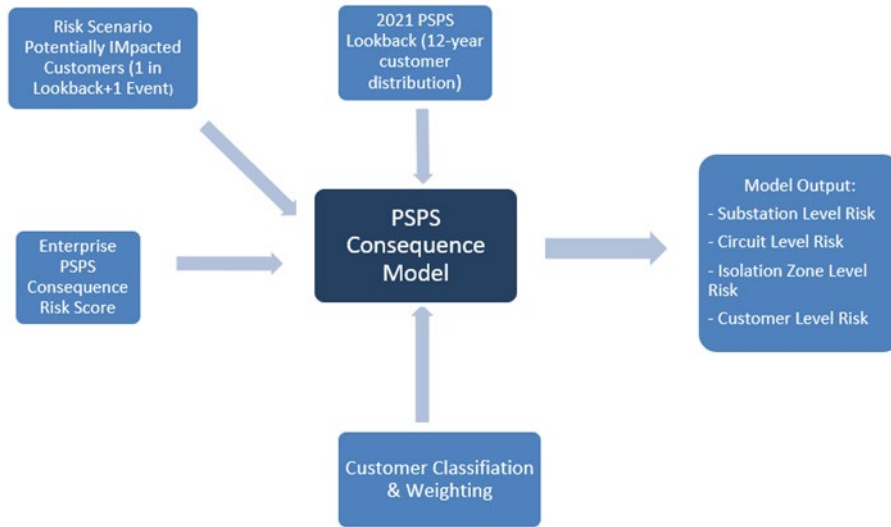 Risk Scenario
Potentially IMpacted
Customers (1 in
Lookback+1 Event)
2021 PSPS
Lookback (12-year
customer
distribution)
Enterprise
PSPS
Consequence
Risk Score
PSPS
Consequence
Model
Model Output:
- Substation Level Risk
- Circuit Level Risk
- Isolation Zone Level
Risk
- Customer Level Risk
Customer Classifiation
& Weighting